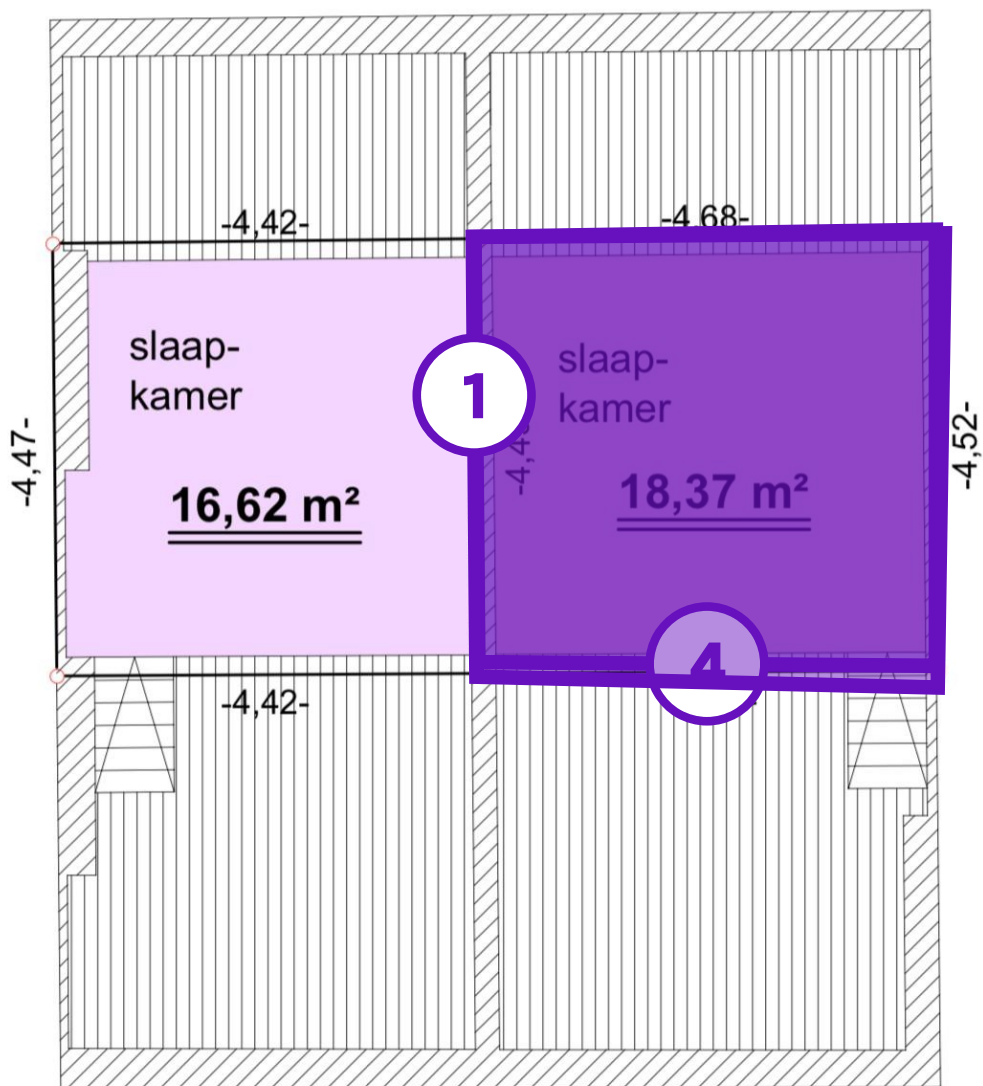 -4,42-
-4,68-
slaap-
kamer
1
slaap-
kamer
-4,47-
-4,52-
16,62 m²
18,37 m²
4
-4,42-